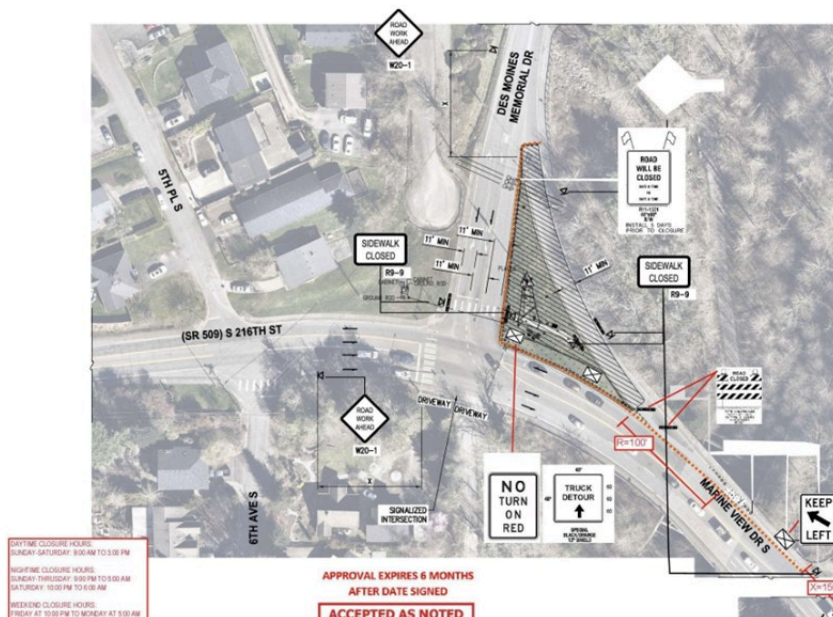 ROAD
WORK
AHEAD
W20-1
DES MOINES
MEMORIAL DR
X
ROAD
WILL BE
CLOSED
INSTALL 5 DAYS
PRIOR TO CLOSURE
5TH PL S
SIDEWALK
CLOSED
R9-9
11' MIN
11' MIN
11' MIN
11' MIN
SIDEWALK
CLOSED
R9-9
(SR 509) S 216TH ST
ROAD
CLOSED
DRIVEWAY
DRIVEWAY
ROAD
WORK
AHEAD
W20-1
X
R=100'
MARINE VIEW DR S
6TH AVE S
SIGNALIZED
INTERSECTION
NO
TURN
ON
RED
TRUCK
DETOUR
SPECIAL
BLACK/ORANGE
KEEP
LEFT
X=15
DAYTIME CLOSURE HOURS:
SUNDAY-SATURDAY: 9:00 AM TO 3:00 PM
NIGHTIME CLOSURE HOURS:
SUNDAY-THRUSDAY: 9:00 PM TO 5:00 AM
SATURDAY: 10:00 PM TO 6:00 AM
WEEKEND CLOSURE HOURS:
FRIDAY AT 10:00 PM TO MONDAY AT 5:00 AM
APPROVAL EXPIRES 6 MONTHS
AFTER DATE SIGNED
ACCEPTED AS NOTED